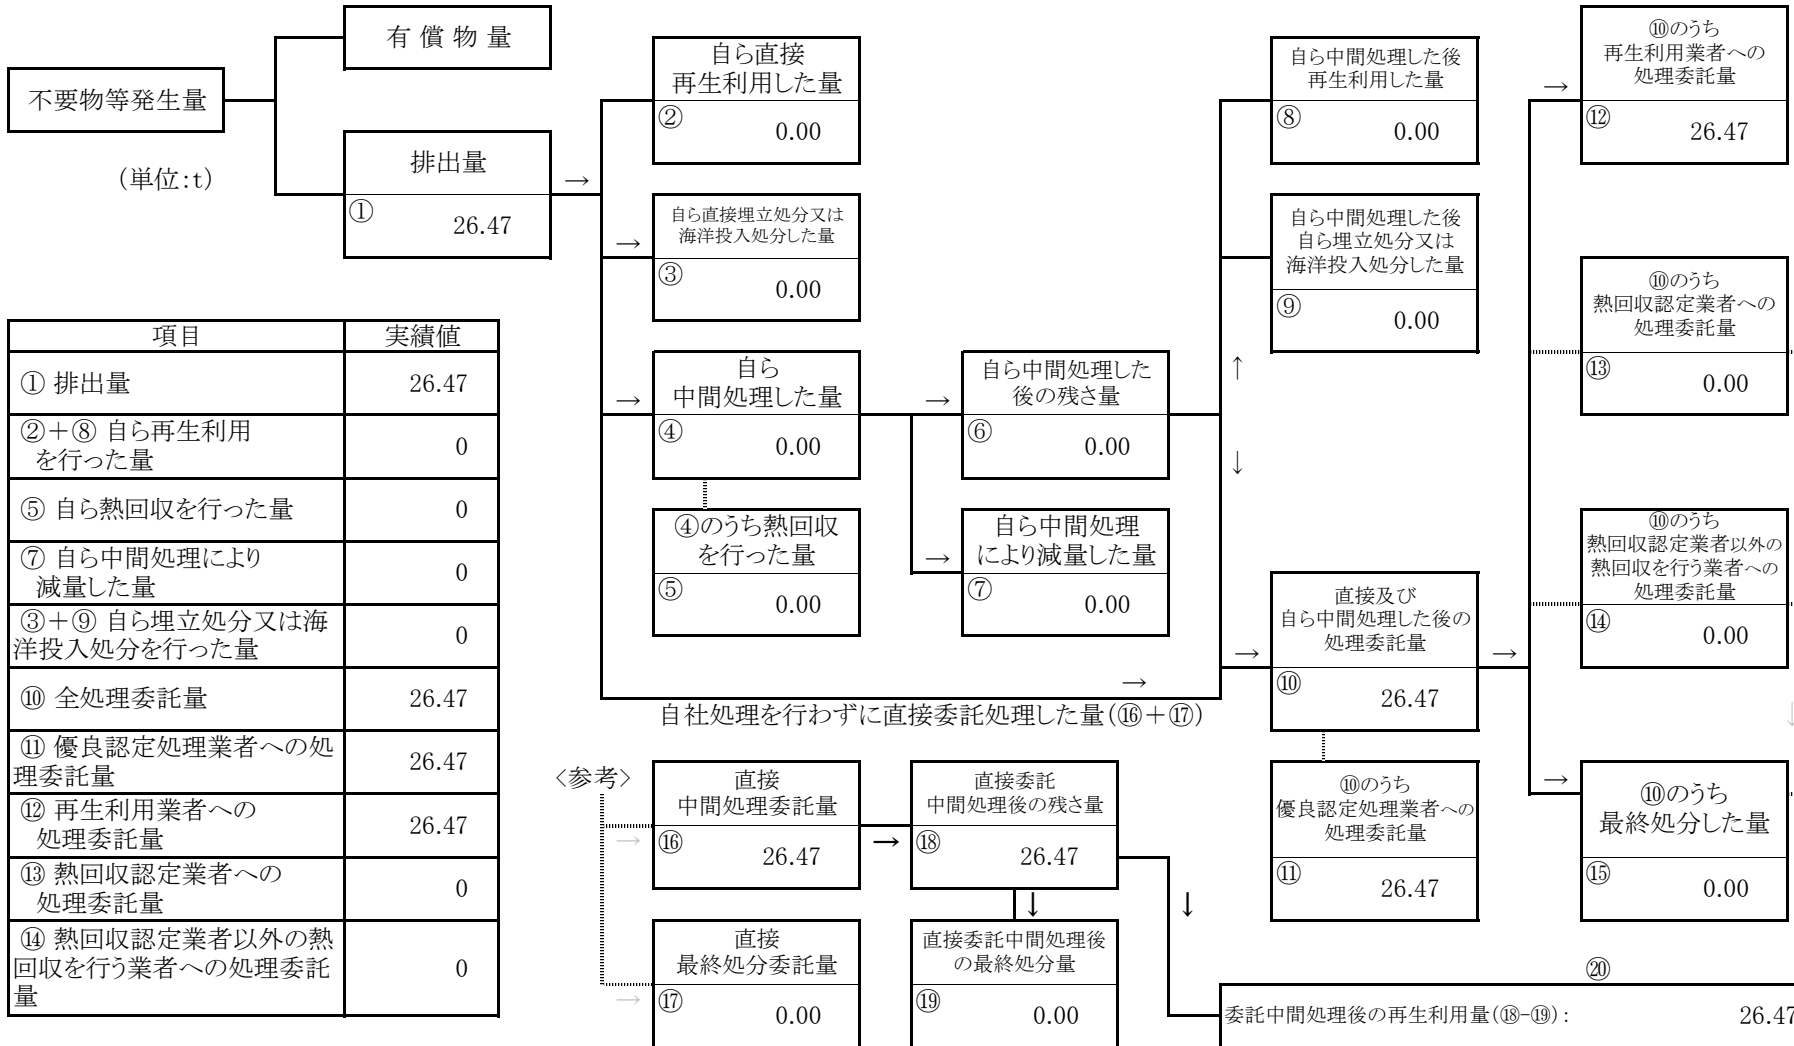 有 償 物 量
不要物等発生量
(単位:t)
排出量
→
①
26.47
自ら直接
再生利用した量
②
0.00
→
自ら直接埋立処分又は
海洋投入処分した量
③
0.00
→
自ら
中間処理した量
④
0.00
④のうち熱回収
を行った量
⑤
0.00
→
自ら中間処理した
後の残さ量
⑥
0.00
→
自ら中間処理
により減量した量
⑦
0.00
自ら中間処理した後
再生利用した量
⑧
0.00
自ら中間処理した後
自ら埋立処分又は
海洋投入処分した量
⑨
0.00
↑
↓
→
自社処理を行わずに直接委託処理した量(⑯+⑰)
→
直接及び
自ら中間処理した後の
処理委託量
⑩
26.47
→
⑩のうち
優良認定処理業者への
処理委託量
⑪
26.47
→
⑩のうち
再生利用業者への
処理委託量
⑫
26.47
⑩のうち
熱回収認定業者への
処理委託量
⑬
0.00
⑩のうち
熱回収認定業者以外の
熱回収を行う業者への
処理委託量
⑭
0.00
↓
→
⑩のうち
最終処分した量
⑮
0.00
項目 実績値
① 排出量 26.47
②+⑧ 自ら再生利用
を行った量 0
⑤ 自ら熱回収を行った量 0
⑦ 自ら中間処理により
減量した量 0
③+⑨ 自ら埋立処分又は海
洋投入処分を行った量 0
⑩ 全処理委託量 26.47
⑪ 優良認定処理業者への処
理委託量 26.47
⑫ 再生利用業者への
処理委託量 26.47
⑬ 熱回収認定業者への
処理委託量 0
⑭ 熱回収認定業者以外の熱
回収を行う業者への処理委託
量 0
<参考>
→
直接
中間処理委託量
⑯
26.47
→
直接委託
中間処理後の残さ量
⑱
26.47
↓
↓
→
直接
最終処分委託量
⑰
0.00
直接委託中間処理後
の最終処分量
⑲
0.00
⑳
委託中間処理後の再生利用量(⑱-⑲): 26.47